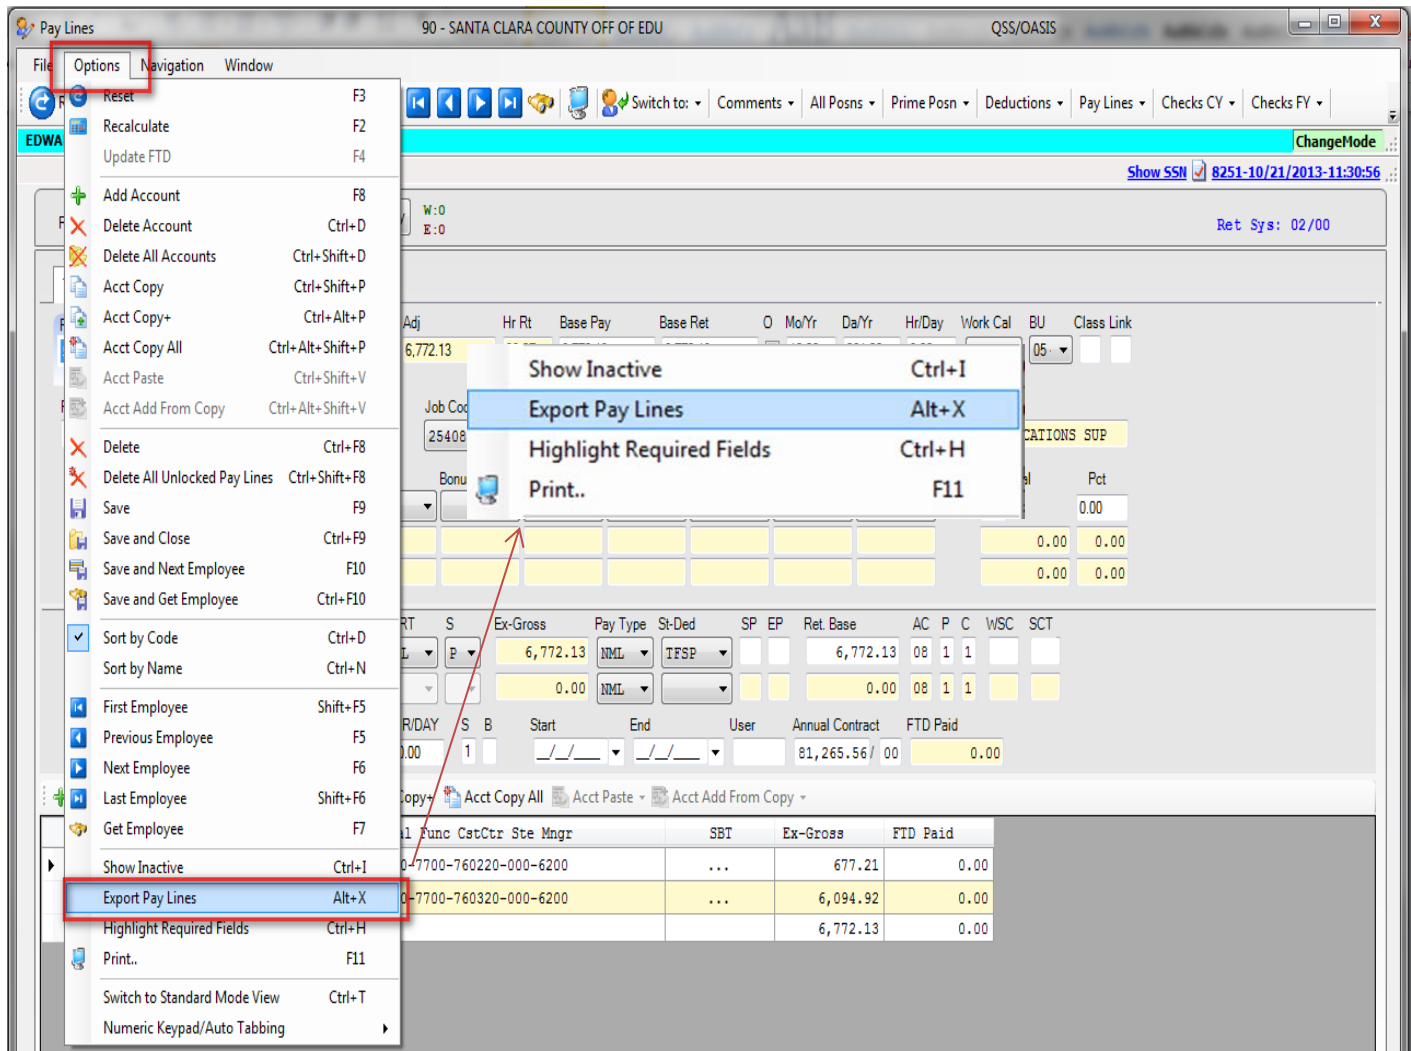 Pay Lines 90 - SANTA CLARA COUNTY OFF OF EDU QSS/OASIS
File Options Navigation Window
Switch to: Comments All Posns Prime Posn Deductions Pay Lines Checks CY Checks FY
EDWA ChangeMode
Show SSN 8251-10/21/2013-11:30:56
W:0
E:0
Ret Sys: 02/00
Reset F3
Recalculate F2
Update FTD F4
Add Account F8
Delete Account Ctrl+D
Delete All Accounts Ctrl+Shift+D
Acct Copy Ctrl+Shift+P
Acct Copy+ Ctrl+Alt+P
Acct Copy All Ctrl+Alt+Shift+P
Acct Paste Ctrl+Shift+V
Acct Add From Copy Ctrl+Alt+Shift+V
Delete Ctrl+F8
Delete All Unlocked Pay Lines Ctrl+Shift+F8
Save F9
Save and Close Ctrl+F9
Save and Next Employee F10
Save and Get Employee Ctrl+F10
Sort by Code Ctrl+D
Sort by Name Ctrl+N
First Employee Shift+F5
Previous Employee F5
Next Employee F6
Last Employee Shift+F6
Get Employee F7
Show Inactive Ctrl+I
Export Pay Lines Alt+X
Highlight Required Fields Ctrl+H
Print.. F11
Switch to Standard Mode View Ctrl+T
Numeric Keypad/Auto Tabbing
Adj Hr Rt Base Pay Base Ret O Mo/Yr Da/Yr Hr/Day Work Cal BU Class Link
6,772.13 05
Show Inactive Ctrl+I
Export Pay Lines Alt+X
Highlight Required Fields Ctrl+H
Print.. F11
Job Cod
25408 CATIONS SUP
Bonu Pct
0.00
0.00 0.00
0.00 0.00
RT S Ex-Gross Pay Type St-Ded SP EP Ret. Base AC P C WSC SCT
L P 6,772.13 NML TFSP 6,772.13 08 1 1
0.00 NML 0.00 08 1 1
R/DAY S B Start End User Annual Contract FTD Paid
0.00 1 _/_/___ _/_/___ 81,265.56/ 00 0.00
Copy+ Acct Copy All Acct Paste Acct Add From Copy
al Func CstCtr Ste Mngr SBT Ex-Gross FTD Paid
0-7700-760220-000-6200 ... 677.21 0.00
0-7700-760320-000-6200 ... 6,094.92 0.00
6,772.13 0.00